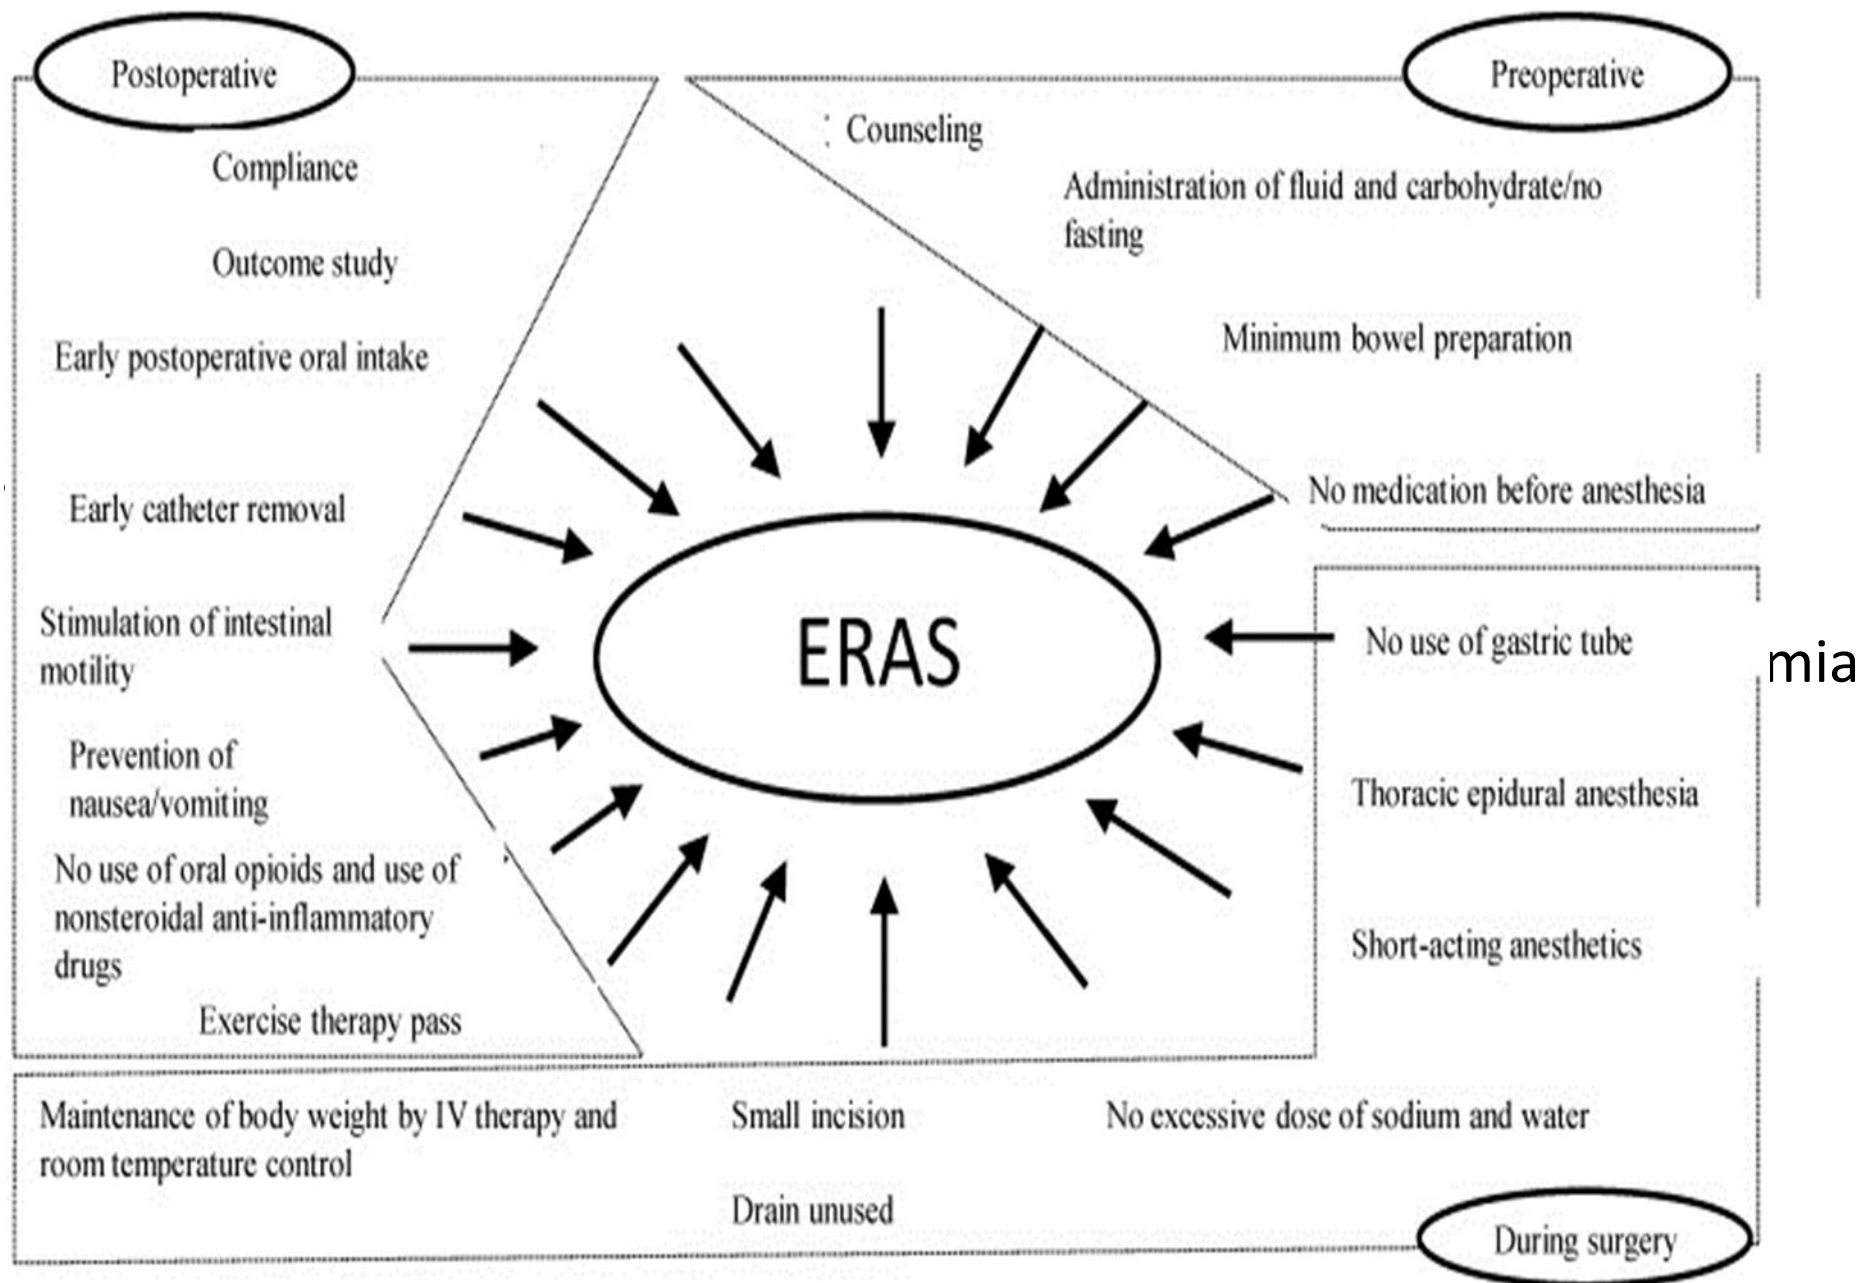 Postoperative
Compliance
Outcome study
Early postoperative oral intake
Early catheter removal
Stimulation of intestinal
motility
Prevention of
nausea/vomiting
No use of oral opioids and use of
nonsteroidal anti-inflammatory
drugs
Exercise therapy pass
Preoperative
: Counseling
Administration of fluid and carbohydrate/no
fasting
Minimum bowel preparation
No medication before anesthesia
ERAS
No use of gastric tube
mia
Thoracic epidural anesthesia
Short-acting anesthetics
Maintenance of body weight by IV therapy and
room temperature control
Small incision
Drain unused
No excessive dose of sodium and water
During surgery